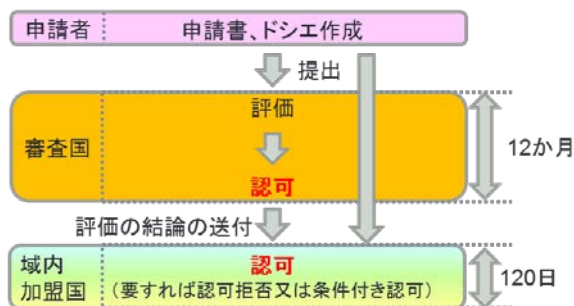 申請者 申請書、ドシエ作成
提出
評価
審査国
12か月
認可
評価の結論の送付
域内
加盟国
認可
(要すれば認可拒否又は条件付き認可)
120日